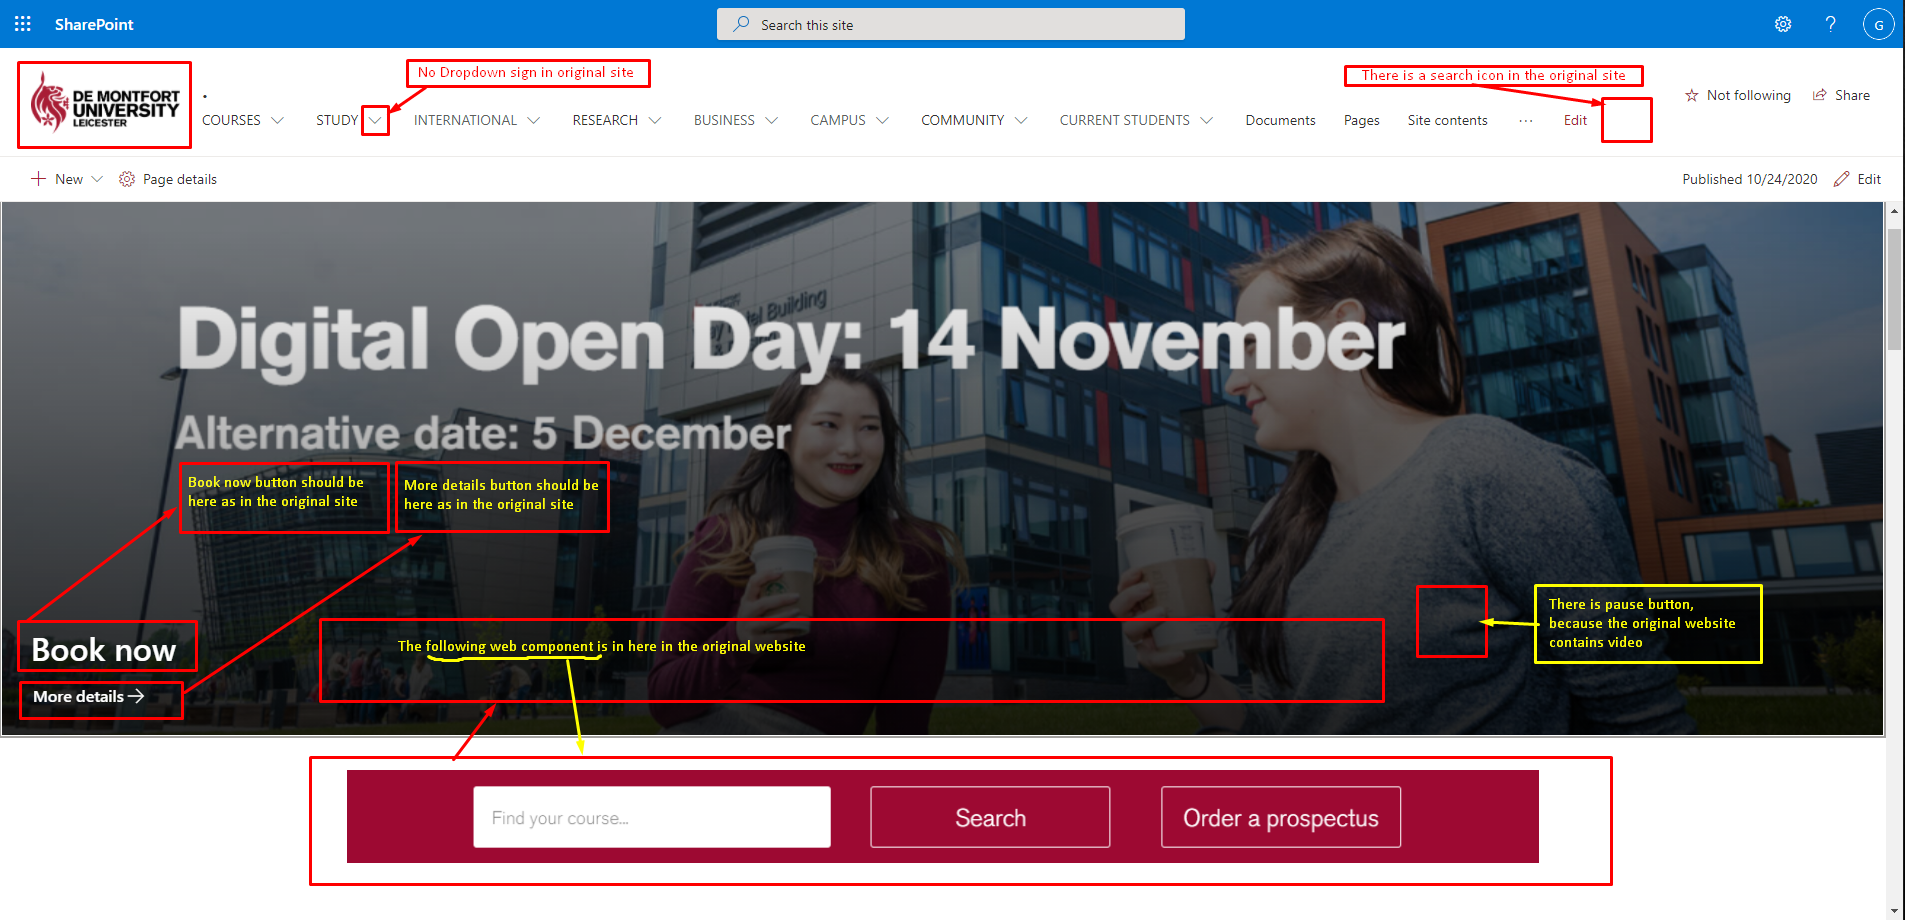 SharePoint
Search this site
?
G
No Dropdown sign in original site
There is a search icon in the original site
DE MONTFORT
UNIVERSITY
LEICESTER
.
Not following
Share
COURSES STUDY INTERNATIONAL RESEARCH BUSINESS CAMPUS COMMUNITY CURRENT STUDENTS Documents Pages Site contents ... Edit
New Page details
Published 10/24/2020 Edit
Digital Open Day: 14 November
Alternative date: 5 December
Book now button should be
here as in the original site
More details button should be
here as in the original site
There is pause button,
because the original website
contains video
Book now
The following web component is in here in the original website
More details
Find your course...
Search
Order a prospectus